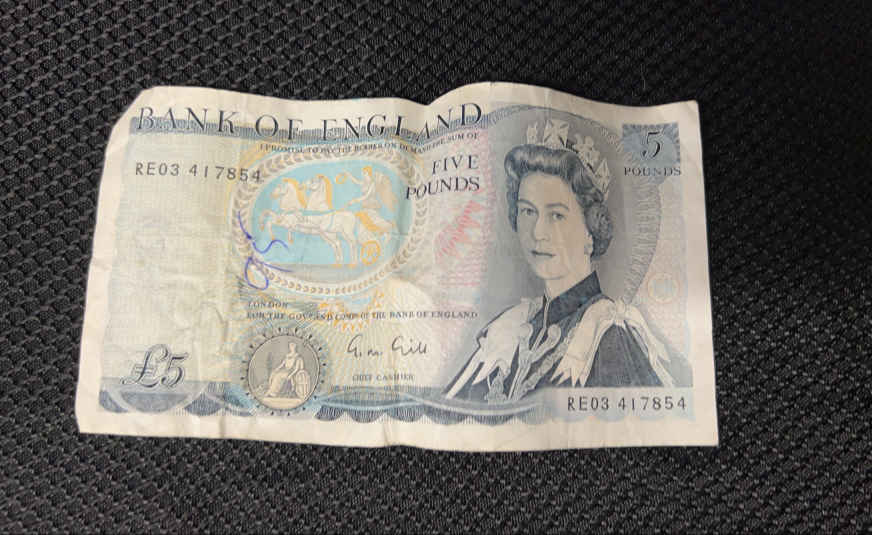 BANK OF ENGLAND
I PROMISE TO PAY THE BEARER ON DEMAND THE SUM OF
5
POUNDS
FIVE
POUNDS
RE03 417854
LONDON
FOR THE GOVR AND COMPA OF THE BANK OF ENGLAND
G. M. Gill
CHIEF CASHIER
£5
RE03 417854